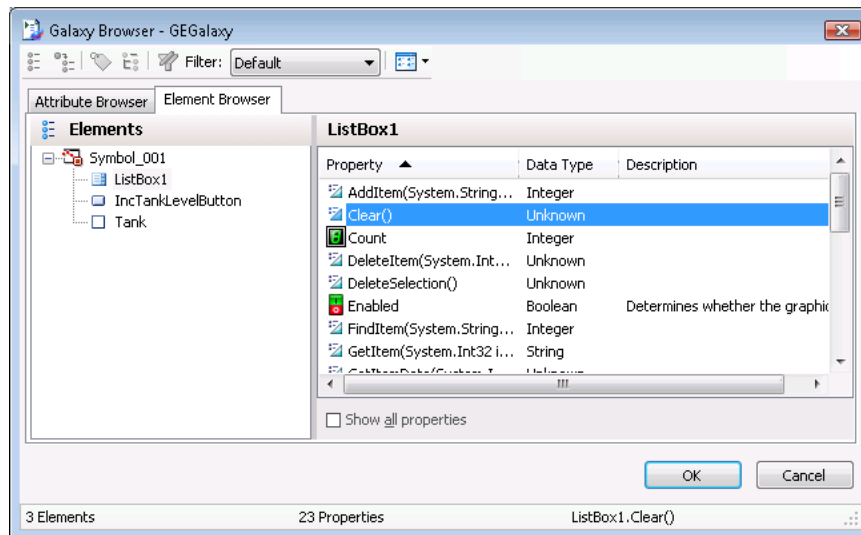 Galaxy Browser - GEGalaxy
Filter: Default
Attribute Browser Element Browser
Elements
Symbol_001
ListBox1
IncTankLevelButton
Tank
ListBox1
Property Data Type Description
AddItem(System.String... Integer
Clear() Unknown
Count Integer
DeleteItem(System.Int... Unknown
DeleteSelection() Unknown
Enabled Boolean Determines whether the graphic
FindItem(System.String... Integer
GetItem(System.Int32 i... String
Show all properties
OK Cancel
3 Elements 23 Properties ListBox1.Clear()